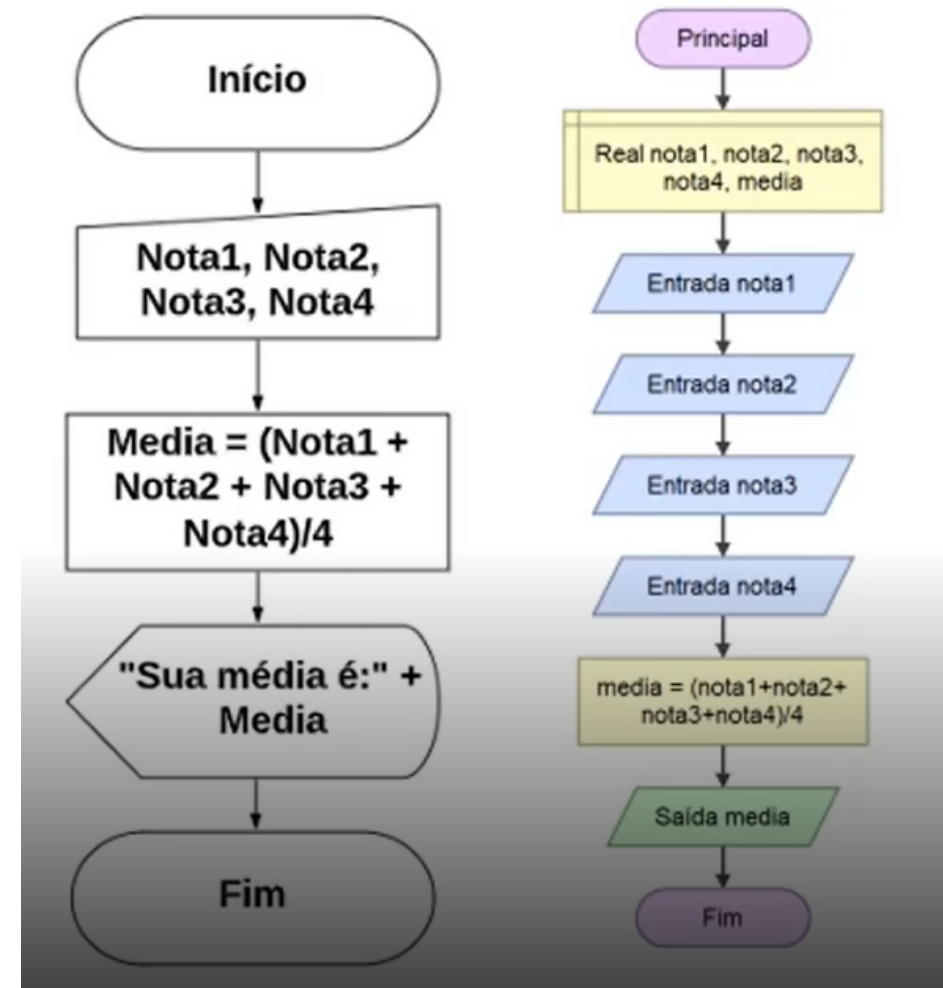 Início
Nota1, Nota2,
Nota3, Nota4
Media = (Nota1 +
Nota2 + Nota3 +
Nota4)/4
"Sua média é:" +
Media
Fim
Principal
Real nota1, nota2, nota3,
nota4, media
Entrada nota1
Entrada nota2
Entrada nota3
Entrada nota4
media = (nota1+nota2+
nota3+nota4)/4
Saída media
Fim